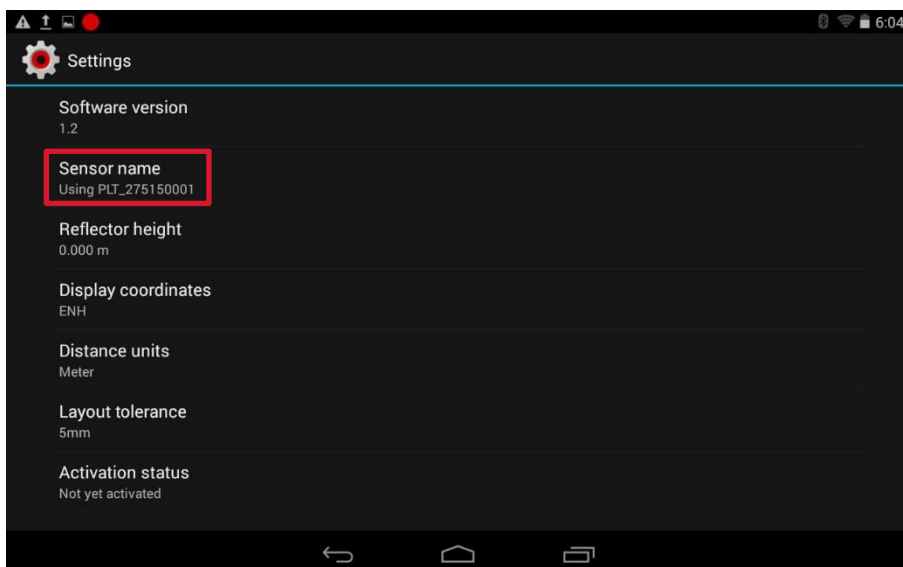 6:04
Settings
Software version
1.2
Sensor name
Using PLT_275150001
Reflector height
0.000 m
Display coordinates
ENH
Distance units
Meter
Layout tolerance
5mm
Activation status
Not yet activated